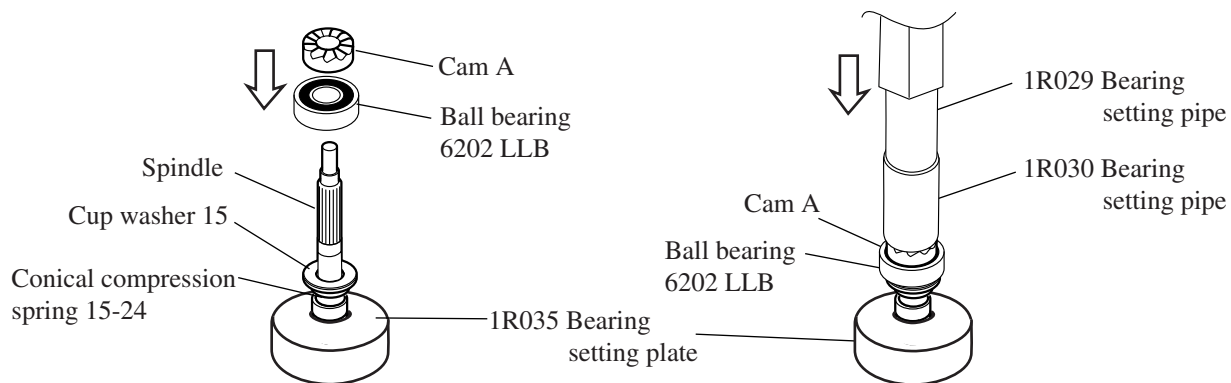 Cam A
Ball bearing
6202 LLB
Spindle
Cup washer 15
Conical compression
spring 15-24
1R035 Bearing
setting plate
1R029 Bearing
setting pipe
1R030 Bearing
setting pipe
Cam A
Ball bearing
6202 LLB